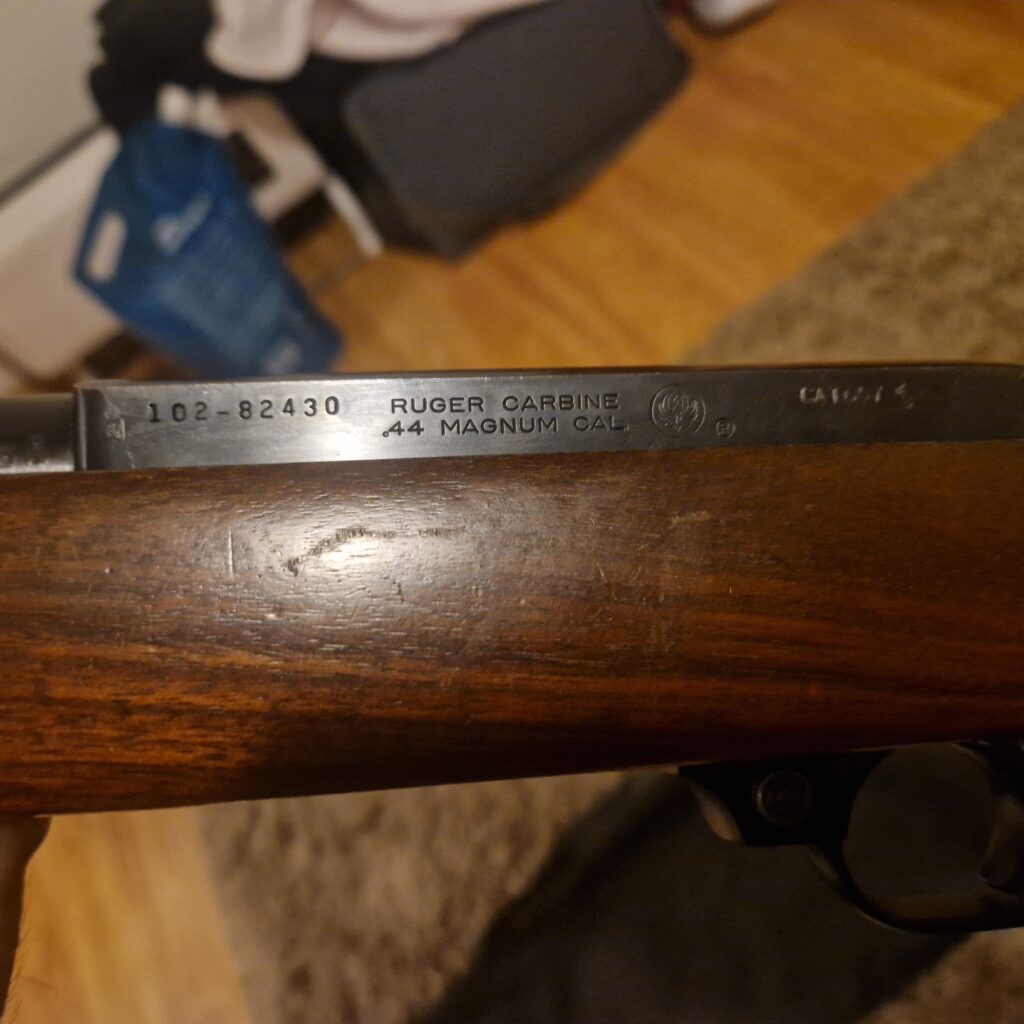 102-82430
RUGER CARBINE
.44 MAGNUM CAL.
®